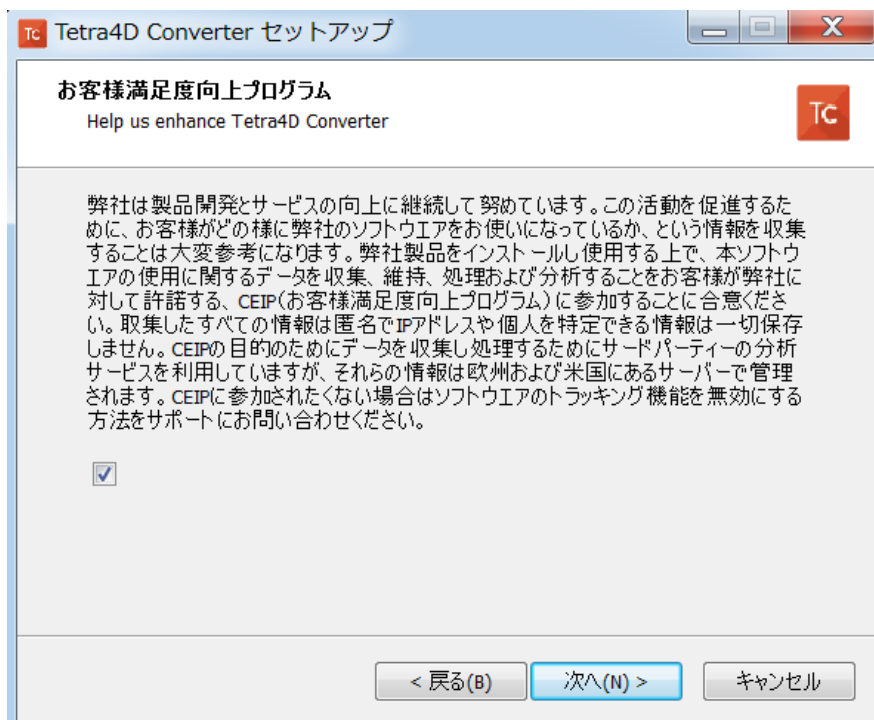 Tc Tetra4D Converter セットアップ
お客様満足度向上プログラム
Help us enhance Tetra4D Converter
Tc
弊社は製品開発とサービスの向上に継続して努めています。この活動を促進するた
めに、お客様がどの様に弊社のソフトウエアをお使いになっているか、という情報を収集
することは大変参考になります。弊社製品をインストールし使用する上で、本ソフトウ
エアの使用に関するデータを収集、維持、処理および分析することをお客様が弊社に
対して許諾する、CEIP(お客様満足度向上プログラム)に参加することに合意くださ
い。取集したすべての情報は匿名でIPアドレスや個人を特定できる情報は一切保存
しません。CEIPの目的のためにデータを収集し処理するためにサードパーティーの分析
サービスを利用していますが、それらの情報は欧州および米国にあるサーバーで管理
されます。CEIPに参加されたくない場合はソフトウエアのトラッキング機能を無効にする
方法をサポートにお問い合わせください。
< 戻る(B) 次へ(N) > キャンセル